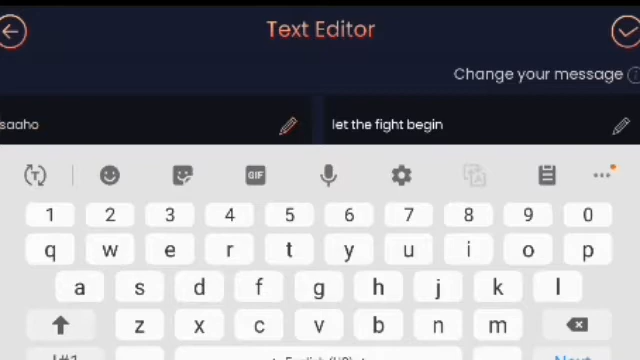 Text Editor
Change your message
saaho
let the fight begin
GIF
1 2 3 4 5 6 7 8 9 0
q w e r t y u i o p
a s d f g h j k l
z x c v b n m